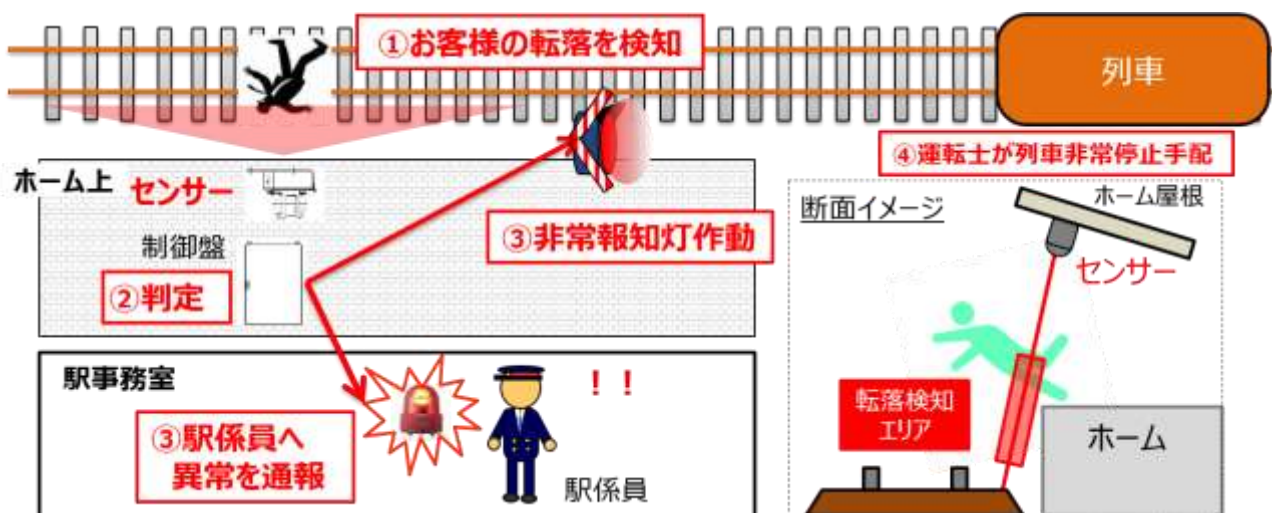 ①お客様の転落を検知
列車
④運転士が列車非常停止手配
ホーム上
センサー
制御盤
②判定
③非常報知灯作動
駅事務室
③駅係員へ
異常を通報
！！
駅係員
断面イメージ
ホーム屋根
センサー
転落検知
エリア
ホーム